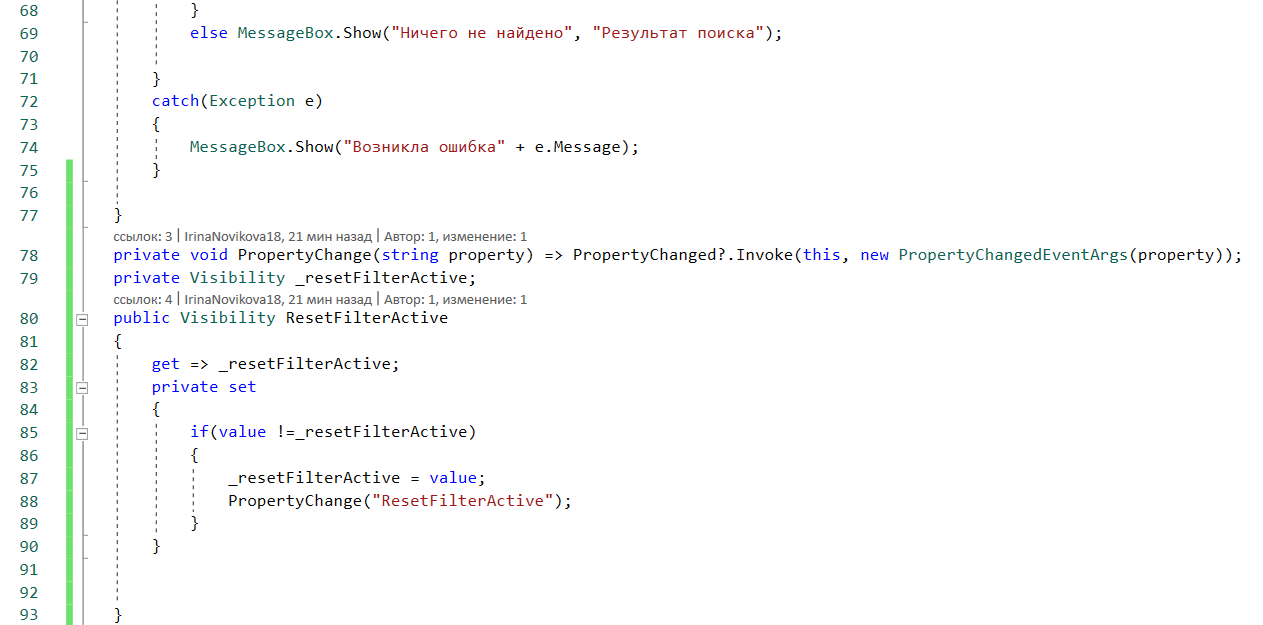 68 }
69 else MessageBox.Show("Ничего не найдено", "Результат поиска");
70
71 }
72 catch(Exception e)
73 {
74 MessageBox.Show("Возникла ошибка" + e.Message);
75 }
76
77 }
ссылок: 3 | IrinaNovikova18, 21 мин назад | Автор: 1, изменение: 1
78 private void PropertyChange(string property) => PropertyChanged?.Invoke(this, new PropertyChangedEventArgs(property));
79 private Visibility _resetFilterActive;
ссылок: 4 | IrinaNovikova18, 21 мин назад | Автор: 1, изменение: 1
80 public Visibility ResetFilterActive
81 {
82 get => _resetFilterActive;
83 private set
84 {
85 if(value !=_resetFilterActive)
86 {
87 _resetFilterActive = value;
88 PropertyChange("ResetFilterActive");
89 }
90 }
91
92
93 }